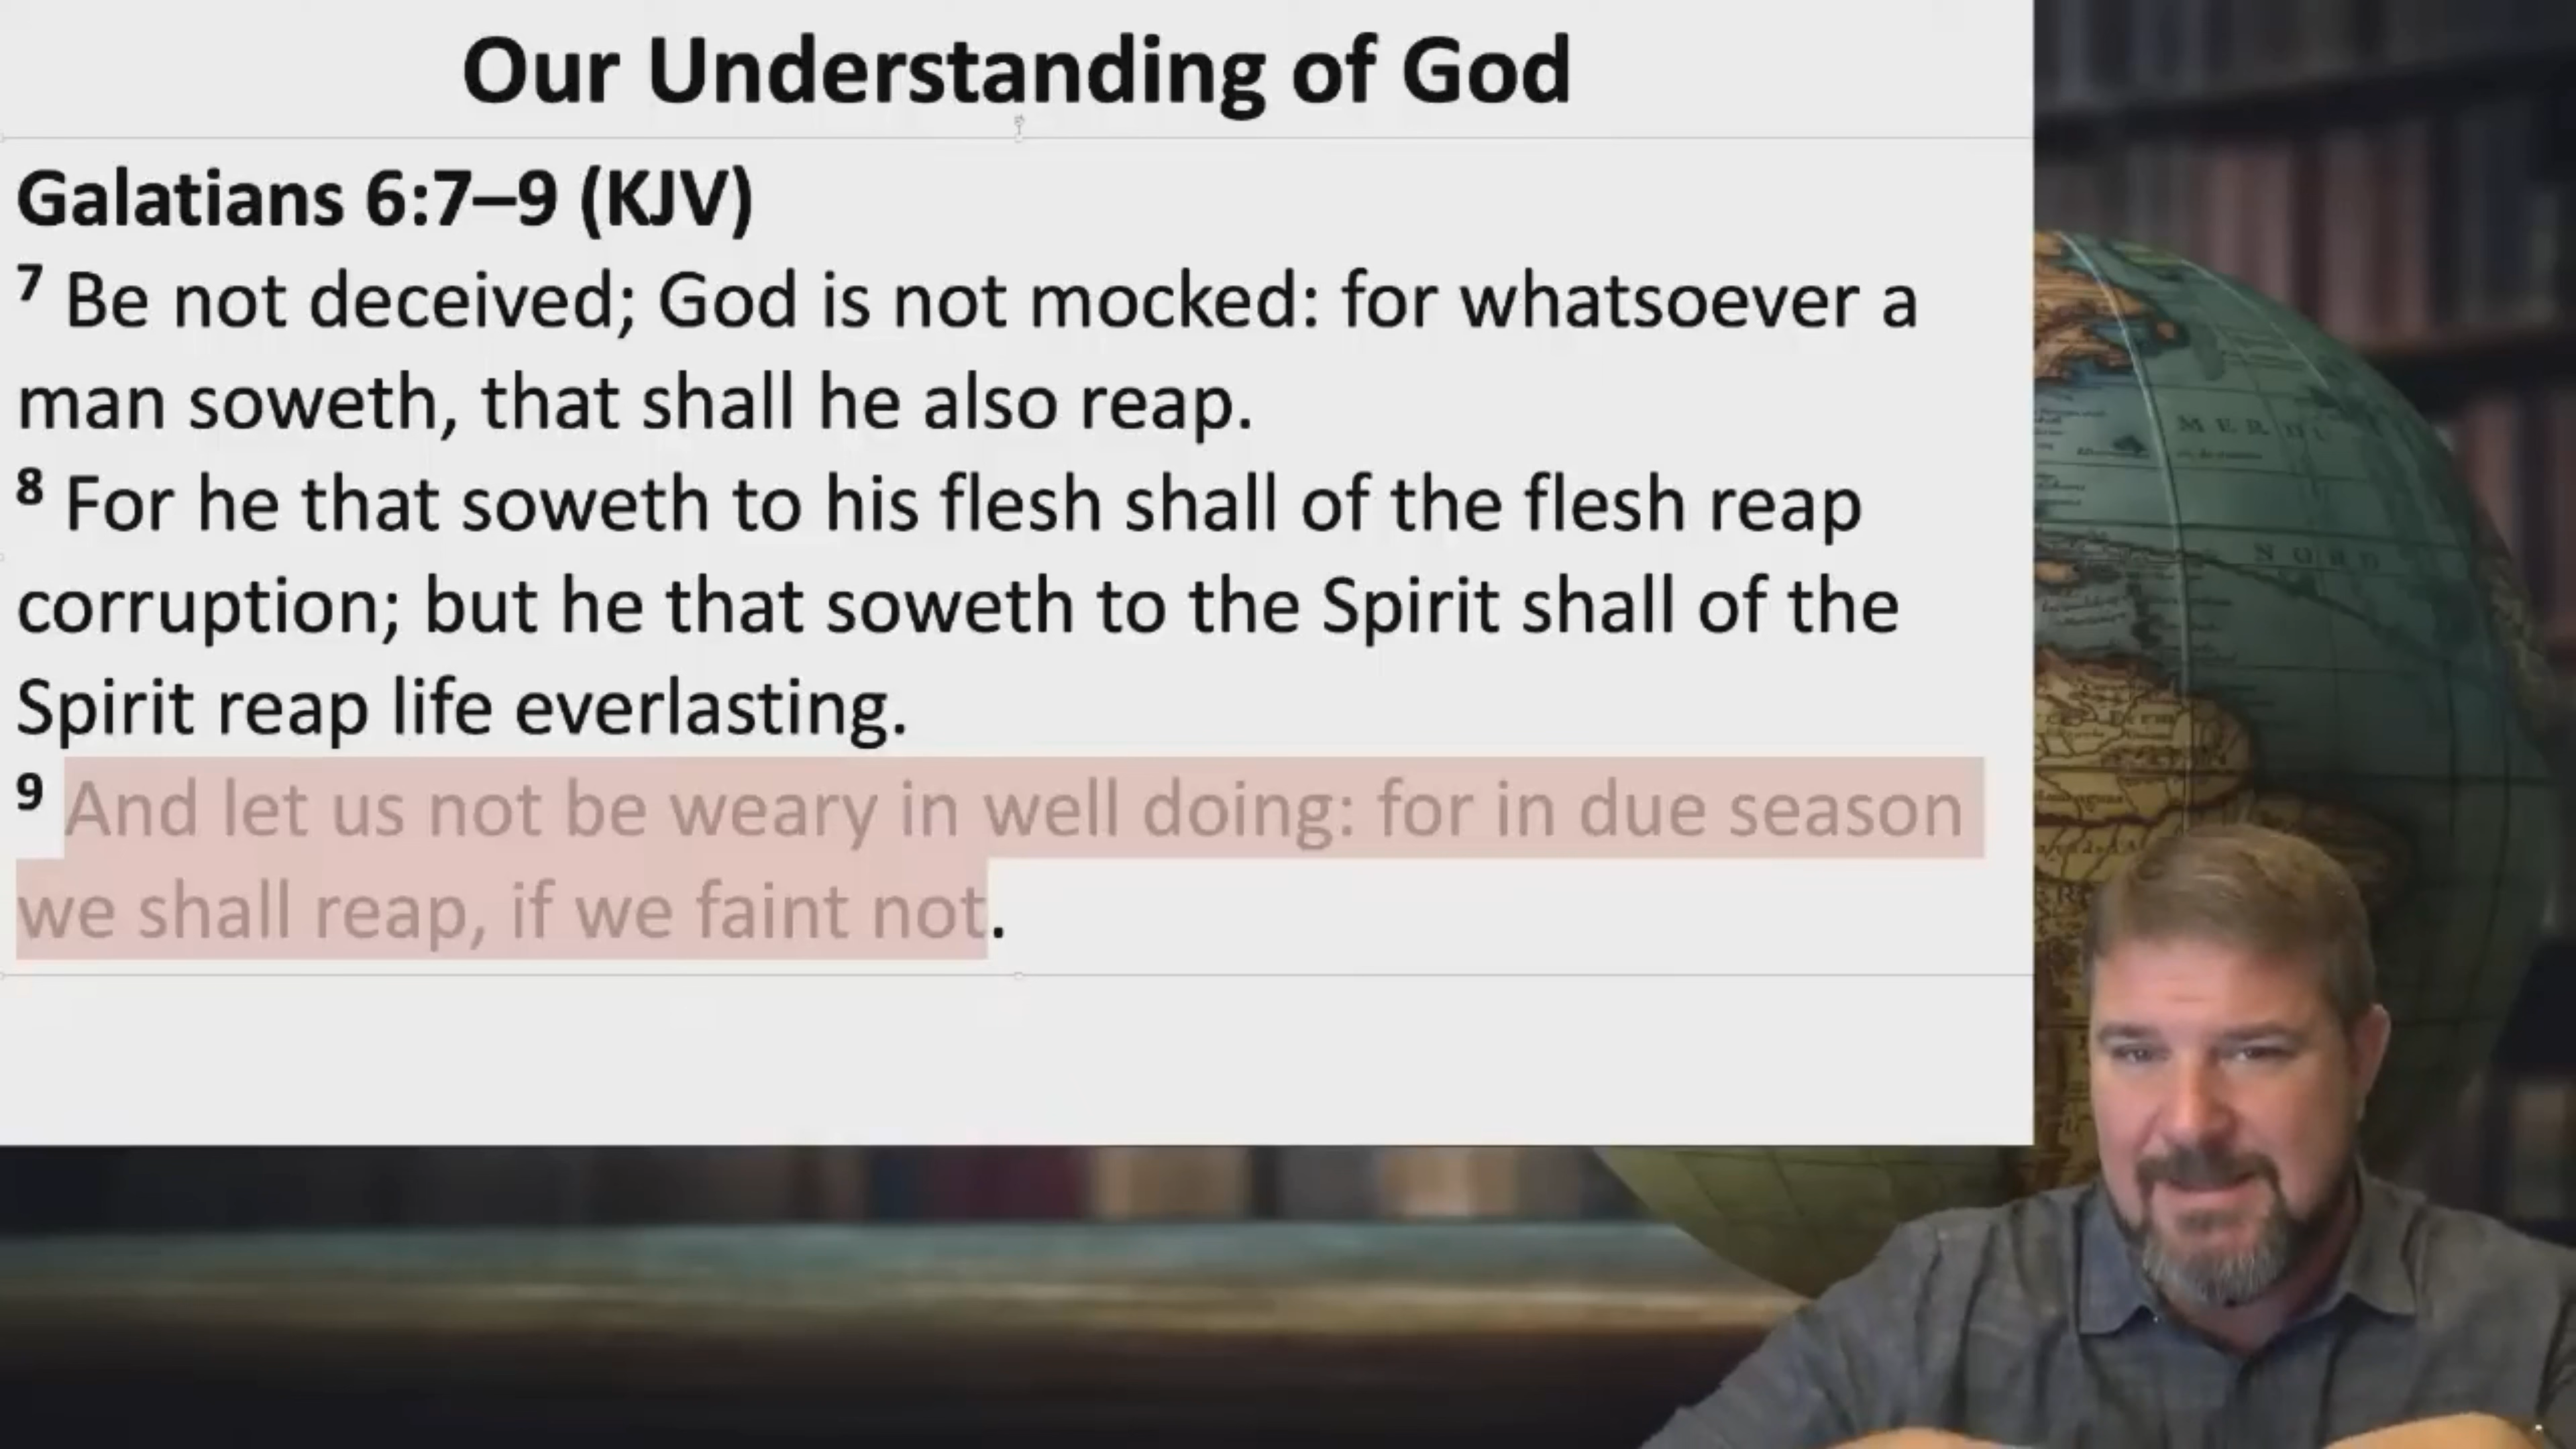 Our Understanding of God
Galatians 6:7–9 (KJV)
7 Be not deceived; God is not mocked: for whatsoever a
man soweth, that shall he also reap.
8 For he that soweth to his flesh shall of the flesh reap
corruption; but he that soweth to the Spirit shall of the
Spirit reap life everlasting.
9 And let us not be weary in well doing: for in due season
we shall reap, if we faint not.
NORD